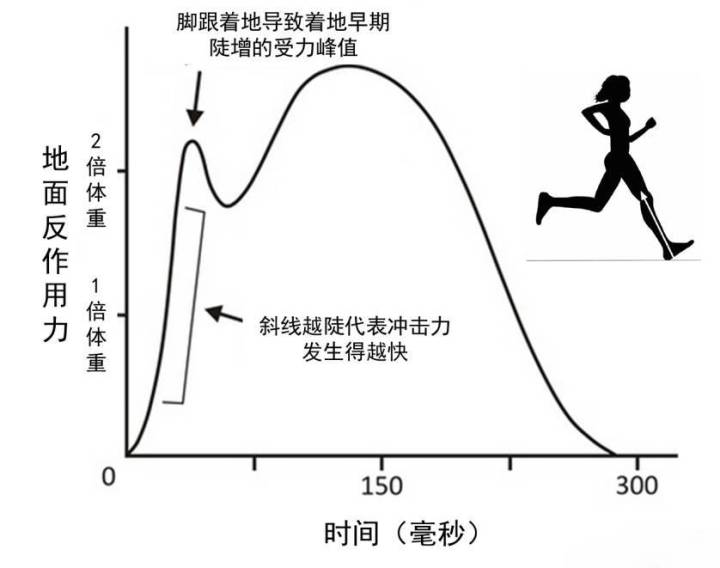 脚跟着地导致着地早期
陡增的受力峰值
地面反作用力
2倍体重
1倍体重
斜线越陡代表冲击力
发生得越快
0
150
300
时间（毫秒）